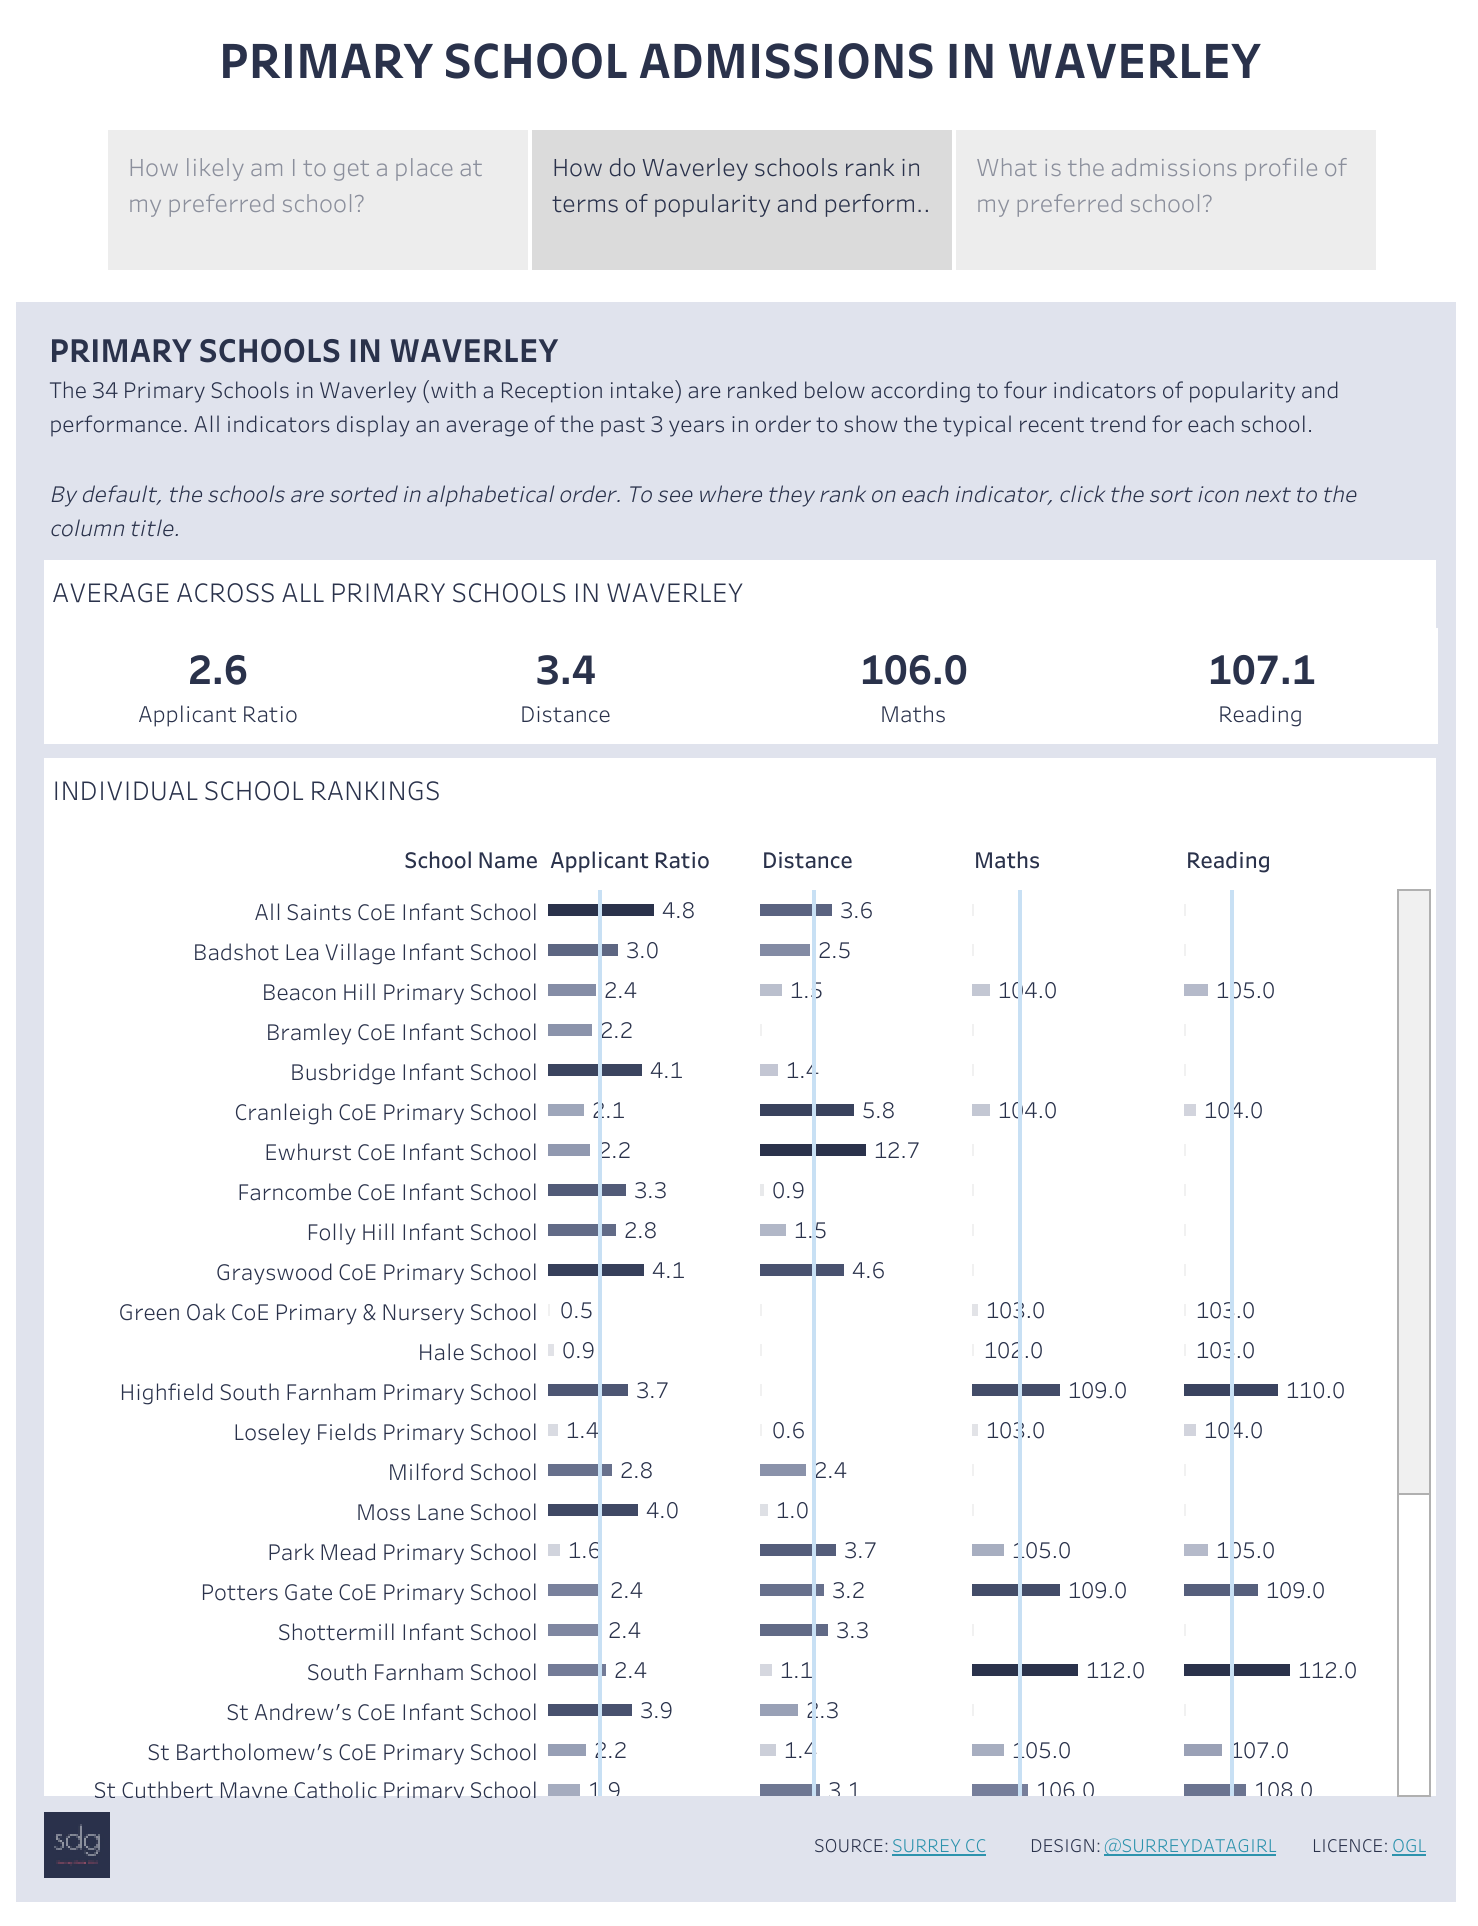 PRIMARY SCHOOL ADMISSIONS IN WAVERLEY
How likely am I to get a place at
my preferred school?
How do Waverley schools rank in
terms of popularity and perform..
What is the admissions profile of
my preferred school?
PRIMARY SCHOOLS IN WAVERLEY
The 34 Primary Schools in Waverley (with a Reception intake) are ranked below according to four indicators of popularity and
performance. All indicators display an average of the past 3 years in order to show the typical recent trend for each school.
By default, the schools are sorted in alphabetical order. To see where they rank on each indicator, click the sort icon next to the
column title.
AVERAGE ACROSS ALL PRIMARY SCHOOLS IN WAVERLEY
2.6 3.4 106.0 107.1
Applicant Ratio Distance Maths Reading
INDIVIDUAL SCHOOL RANKINGS
School Name Applicant Ratio Distance Maths Reading
All Saints CoE Infant School 4.8 3.6
Badshot Lea Village Infant School 3.0 2.5
Beacon Hill Primary School 2.4 1.5 104.0 105.0
Bramley CoE Infant School 2.2
Busbridge Infant School 4.1 1.4
Cranleigh CoE Primary School 2.1 5.8 104.0 104.0
Ewhurst CoE Infant School 2.2 12.7
Farncombe CoE Infant School 3.3 0.9
Folly Hill Infant School 2.8 1.5
Grayswood CoE Primary School 4.1 4.6
Green Oak CoE Primary & Nursery School 0.5 103.0 103.0
Hale School 0.9 102.0 103.0
Highfield South Farnham Primary School 3.7 109.0 110.0
Loseley Fields Primary School 1.4 0.6 103.0 104.0
Milford School 2.8 2.4
Moss Lane School 4.0 1.0
Park Mead Primary School 1.6 3.7 105.0 105.0
Potters Gate CoE Primary School 2.4 3.2 109.0 109.0
Shottermill Infant School 2.4 3.3
South Farnham School 2.4 1.1 112.0 112.0
St Andrew's CoE Infant School 3.9 2.3
St Bartholomew's CoE Primary School 2.2 1.4 105.0 107.0
St Cuthbert Mayne Catholic Primary School 1.9 3.1 106.0 108.0
sdg
SOURCE: SURREY CC DESIGN: @SURREYDATAGIRL LICENCE: OGL